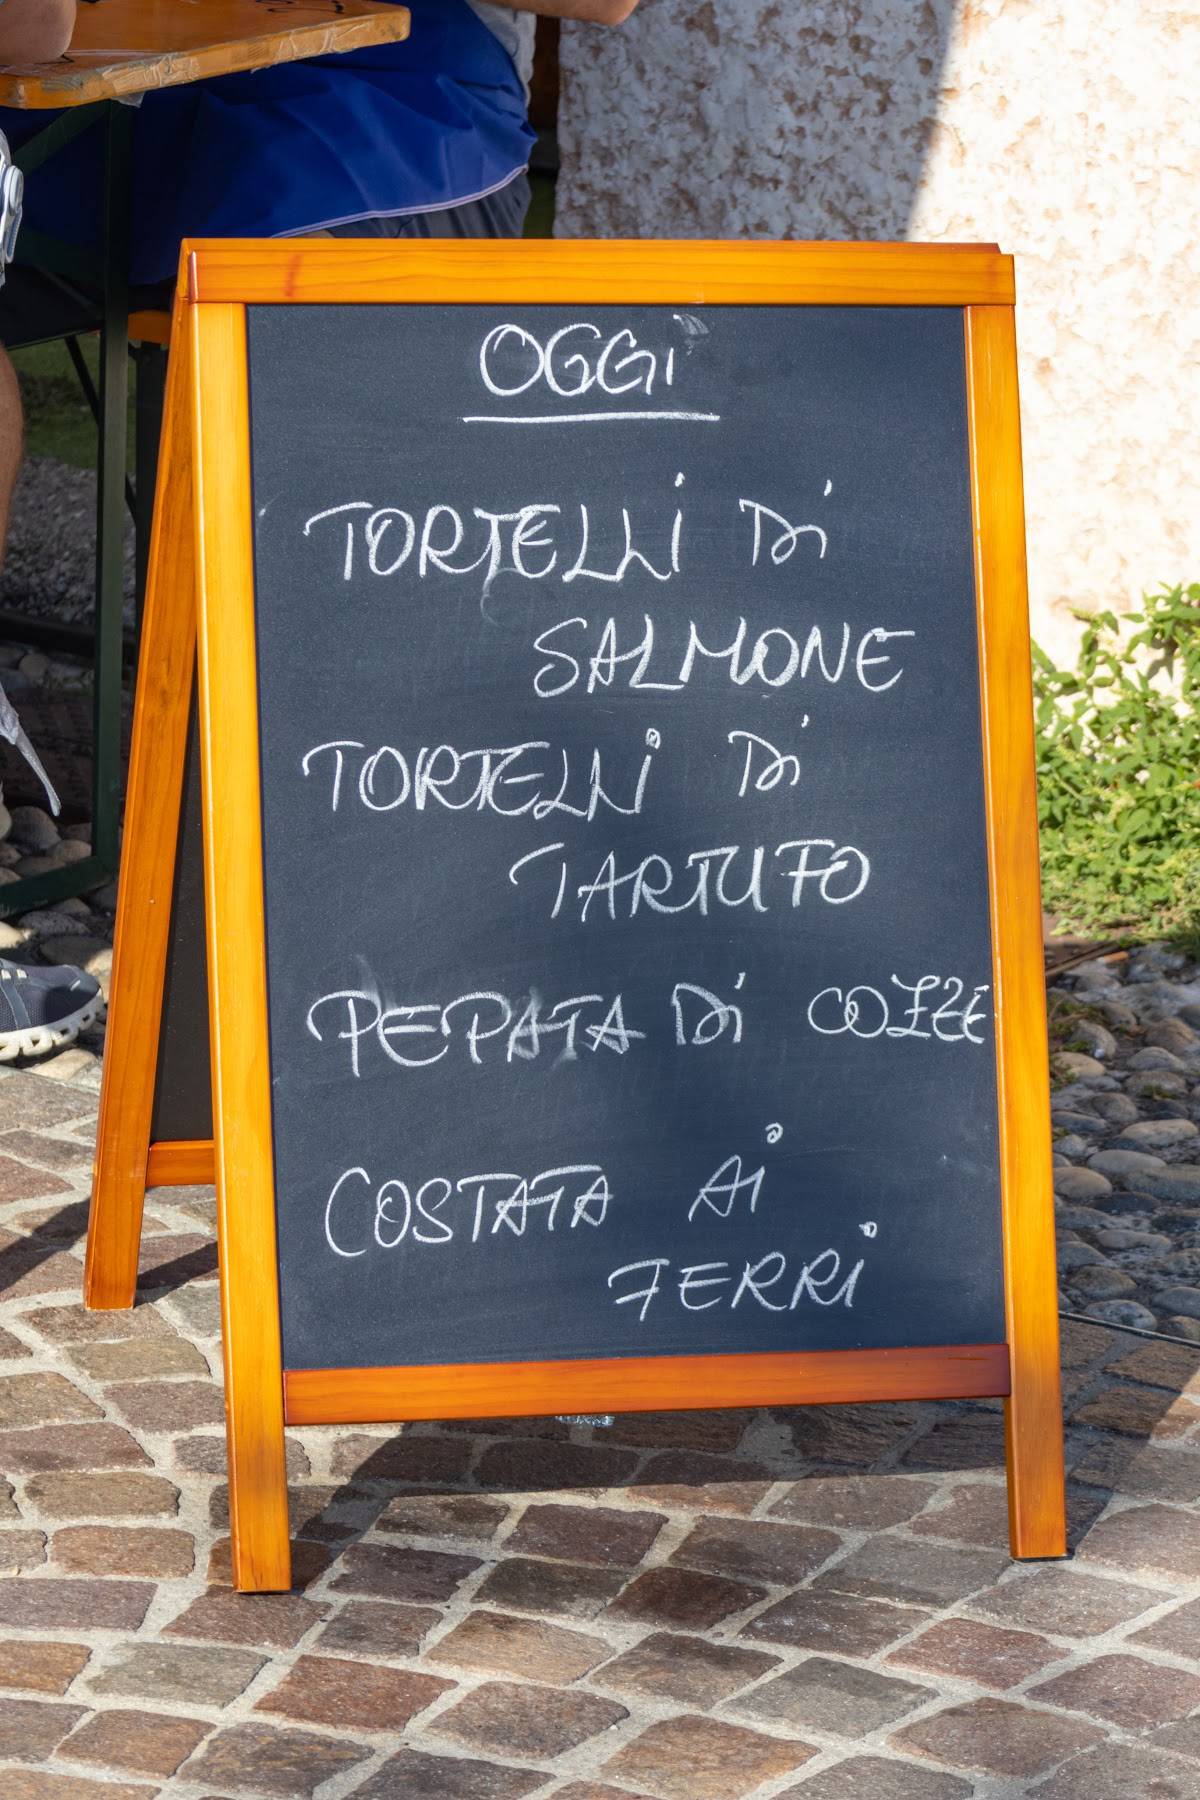 OGGi
TORTELLi Di
SALMONE
TORTELLi Di
TARTUFO
PEPATA Di COZZE
COSTATA Ai
FERRi